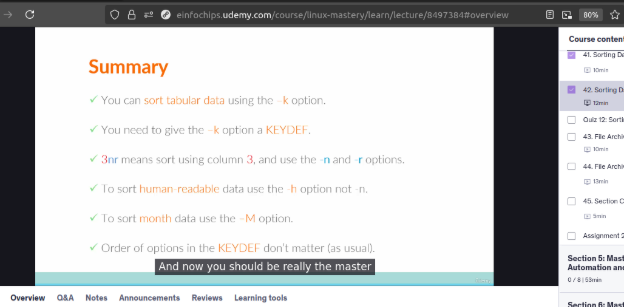 einfochips.udemy.com/course/linux-mastery/learn/lecture/8497384#overview
80%
Summary
✓ You can sort tabular data using the –k option.
✓ You need to give the –k option a KEYDEF.
✓ 3nr means sort using column 3, and use the -n and -r options.
✓ To sort human-readable data use the -h option not -n.
✓ To sort month data use the –M option.
✓ Order of options in the KEYDEF don't matter (as usual).
And now you should be really the master
Course conten
41. Sorting Da
10min
42. Sorting D
12min
Quiz 12: Sorti
43. File Archiv
10min
44. File Archiv
13min
45. Section C
5min
Assignment 2
Section 5: Mast
Automation and
0 / 8 | 53min
Section 6: Mast
Overview Q&A Notes Announcements Reviews Learning tools